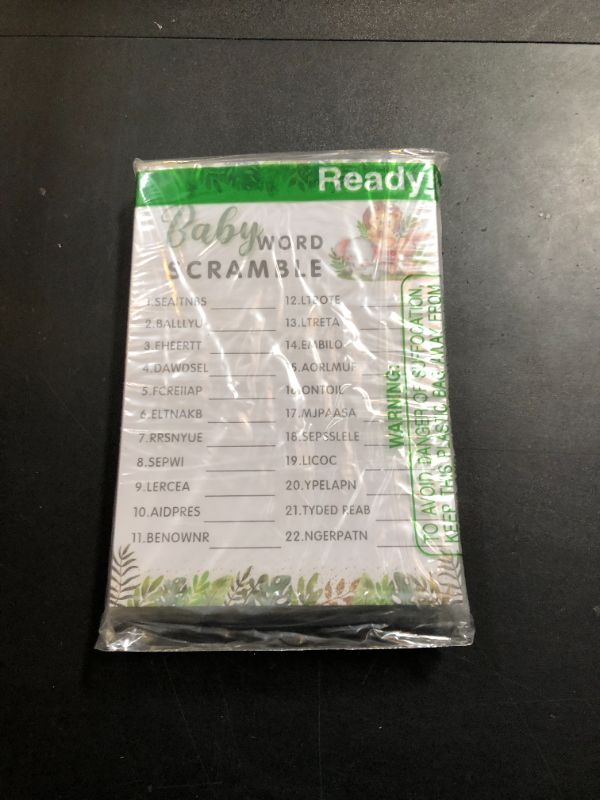 Ready
Baby WORD
SCRAMBLE
1.SEAITNBS
2.BALLLYU
3.EHEERTT
4.DAWDSEL
5.FCREIIAP
6.ELTNAKB
7.RRSNYUE
8.SEPWI
9.LERCEA
10.AIDPRES
11.BENOWNR
12.LTBOTE
13.LTRETA
14.EMBILO
15.AORLMUF
16.ONTOIL
17.MJPAASA
18.SEPSSLELE
19.LICOC
20.YPELAPN
21.TYDED REAB
22.NGERPATN
WARNING:
TO AVOID DANGER OF SUFFOCATION,
KEEP THIS PLASTIC BAG AWAY FROM